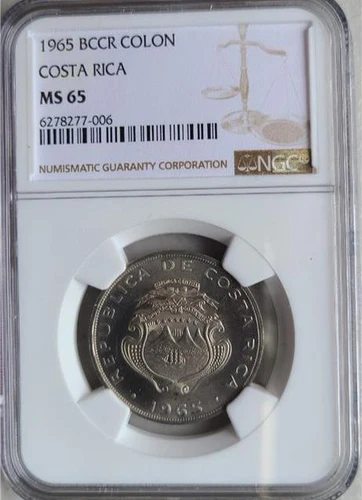 1965 BCCR COLON
COSTA RICA
MS 65
6278277-006
NUMISMATIC GUARANTY CORPORATION
NGC
REPUBLICA DE COSTA RICA
· 1965 ·